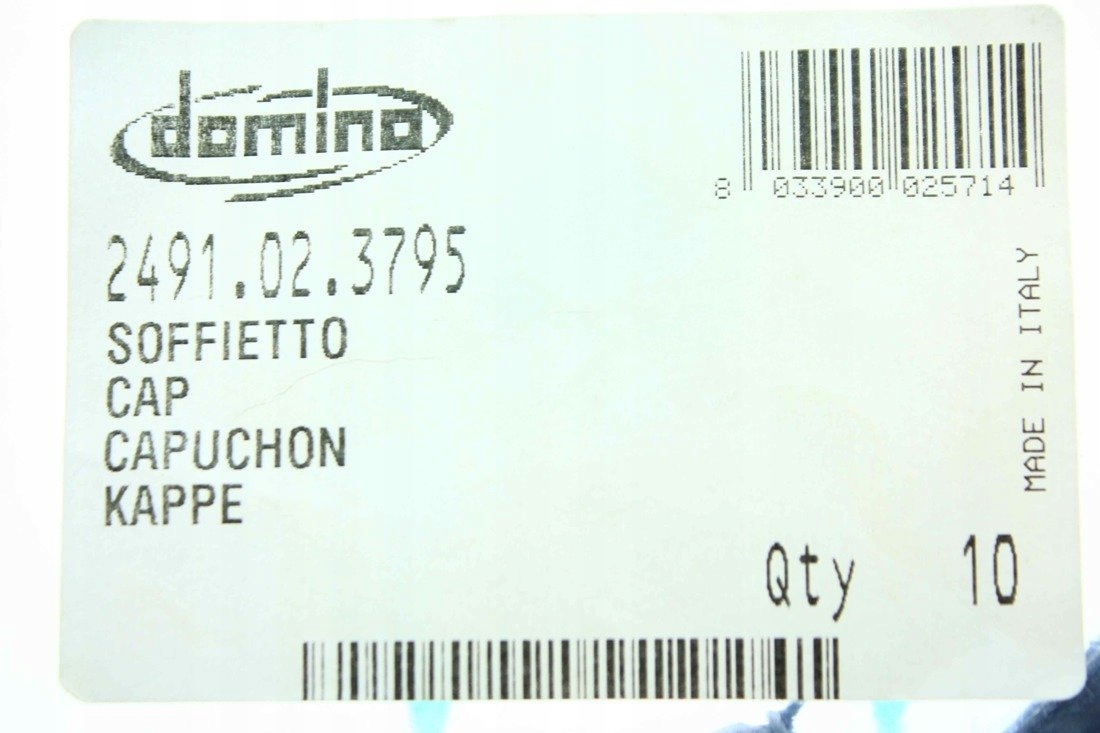 domino
8 033900 025714
2491.02.3795
SOFFIETTO
CAP
CAPUCHON
KAPPE
MADE IN ITALY
Qty 10